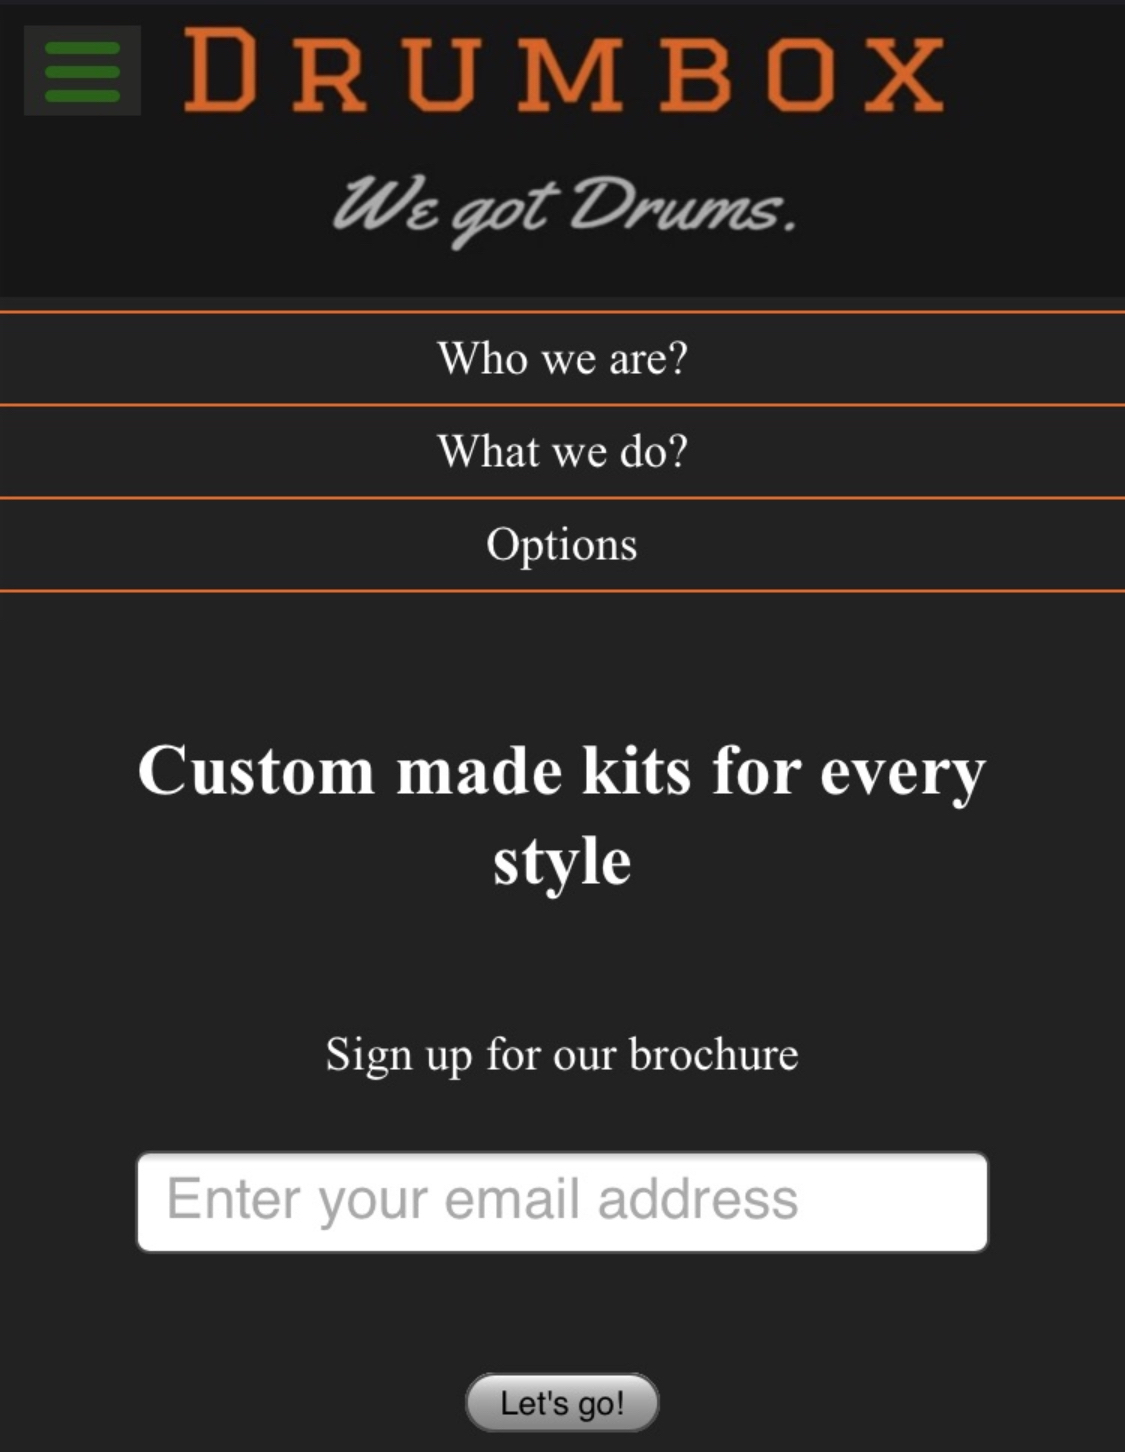 DRUMBOX
We got Drums.
Who we are?
What we do?
Options
Custom made kits for every
style
Sign up for our brochure
Enter your email address
Let's go!